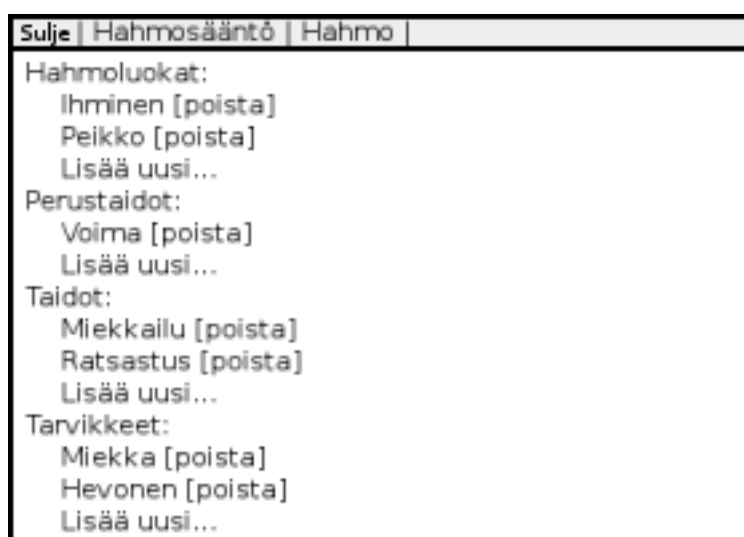 Sulje | Hahmosääntö | Hahmo |
Hahmoluokat:
Ihminen [poista]
Peikko [poista]
Lisää uusi...
Perustaidot:
Voima [poista]
Lisää uusi...
Taidot:
Miekkailu [poista]
Ratsastus [poista]
Lisää uusi...
Tarvikkeet:
Miekka [poista]
Hevonen [poista]
Lisää uusi...